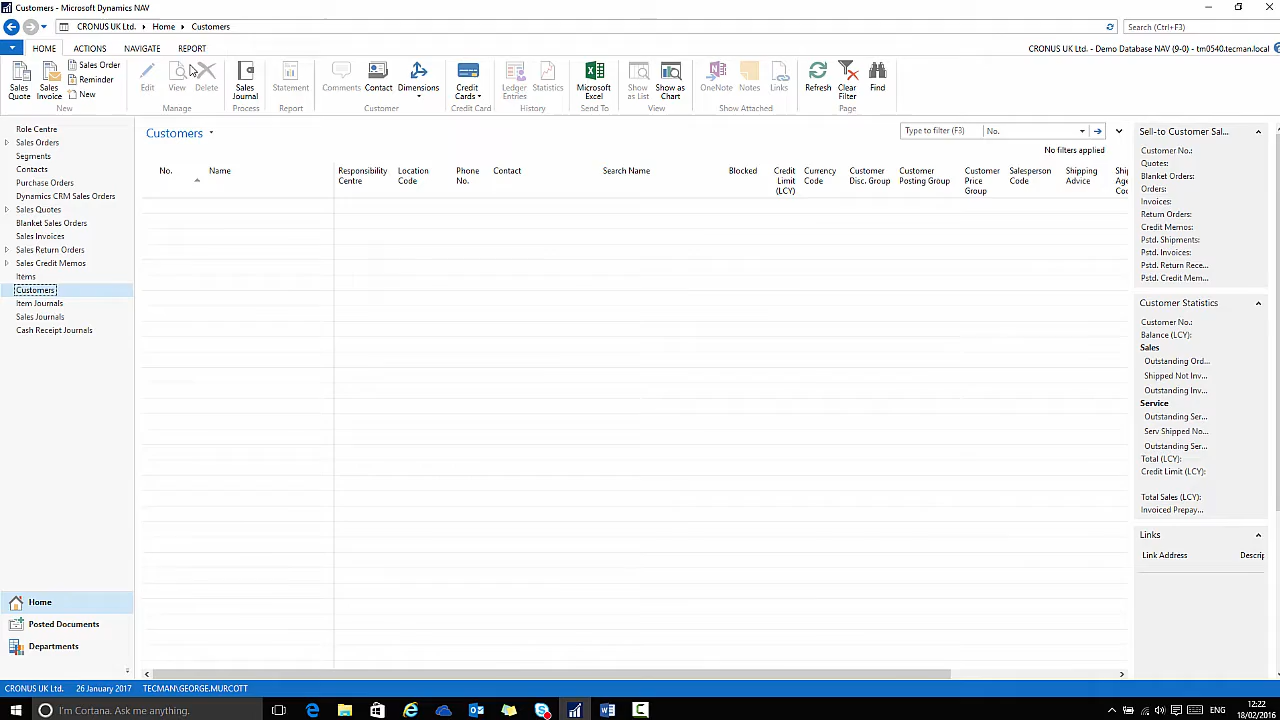 Customers - Microsoft Dynamics NAV
CRONUS UK Ltd. Home Customers
Search (Ctrl+F3)
HOME ACTIONS NAVIGATE REPORT
CRONUS UK Ltd. - Demo Database NAV (9-0) - tm0540.tecman.local
Sales Quote
Sales Invoice
Sales Order
Reminder
New
New
Edit
View
Delete
Manage
Sales Journal
Process
Statement
Report
Comments
Contact
Dimensions
Customer
Credit Cards
Credit Card
Ledger Entries
Statistics
History
Microsoft Excel
Send To
Show as List
Show as Chart
View
OneNote
Notes
Links
Show Attached
Refresh
Clear Filter
Find
Page
Role Centre
Sales Orders
Segments
Contacts
Purchase Orders
Dynamics CRM Sales Orders
Sales Quotes
Blanket Sales Orders
Sales Invoices
Sales Return Orders
Sales Credit Memos
Items
Customers
Item Journals
Sales Journals
Cash Receipt Journals
Home
Posted Documents
Departments
Customers
Type to filter (F3)
No.
No filters applied
No.
Name
Responsibility Centre
Location Code
Phone No.
Contact
Search Name
Blocked
Credit Limit (LCY)
Currency Code
Customer Disc. Group
Customer Posting Group
Customer Price Group
Salesperson Code
Shipping Advice
Sell-to Customer Sal...
Customer No.:
Quotes:
Blanket Orders:
Orders:
Invoices:
Return Orders:
Credit Memos:
Pstd. Shipments:
Pstd. Invoices:
Pstd. Return Rece...
Pstd. Credit Mem...
Customer Statistics
Customer No.:
Balance (LCY):
Sales
Outstanding Ord...
Shipped Not Inv...
Outstanding Inv...
Service
Outstanding Ser...
Serv Shipped No...
Outstanding Ser...
Total (LCY):
Credit Limit (LCY):
Total Sales (LCY):
Invoiced Prepay...
Links
Link Address
Descrip
CRONUS UK Ltd. 26 January 2017 TECMAN\GEORGE.MURCOTT
I'm Cortana. Ask me anything.
ENG
12:22
18/02/2016